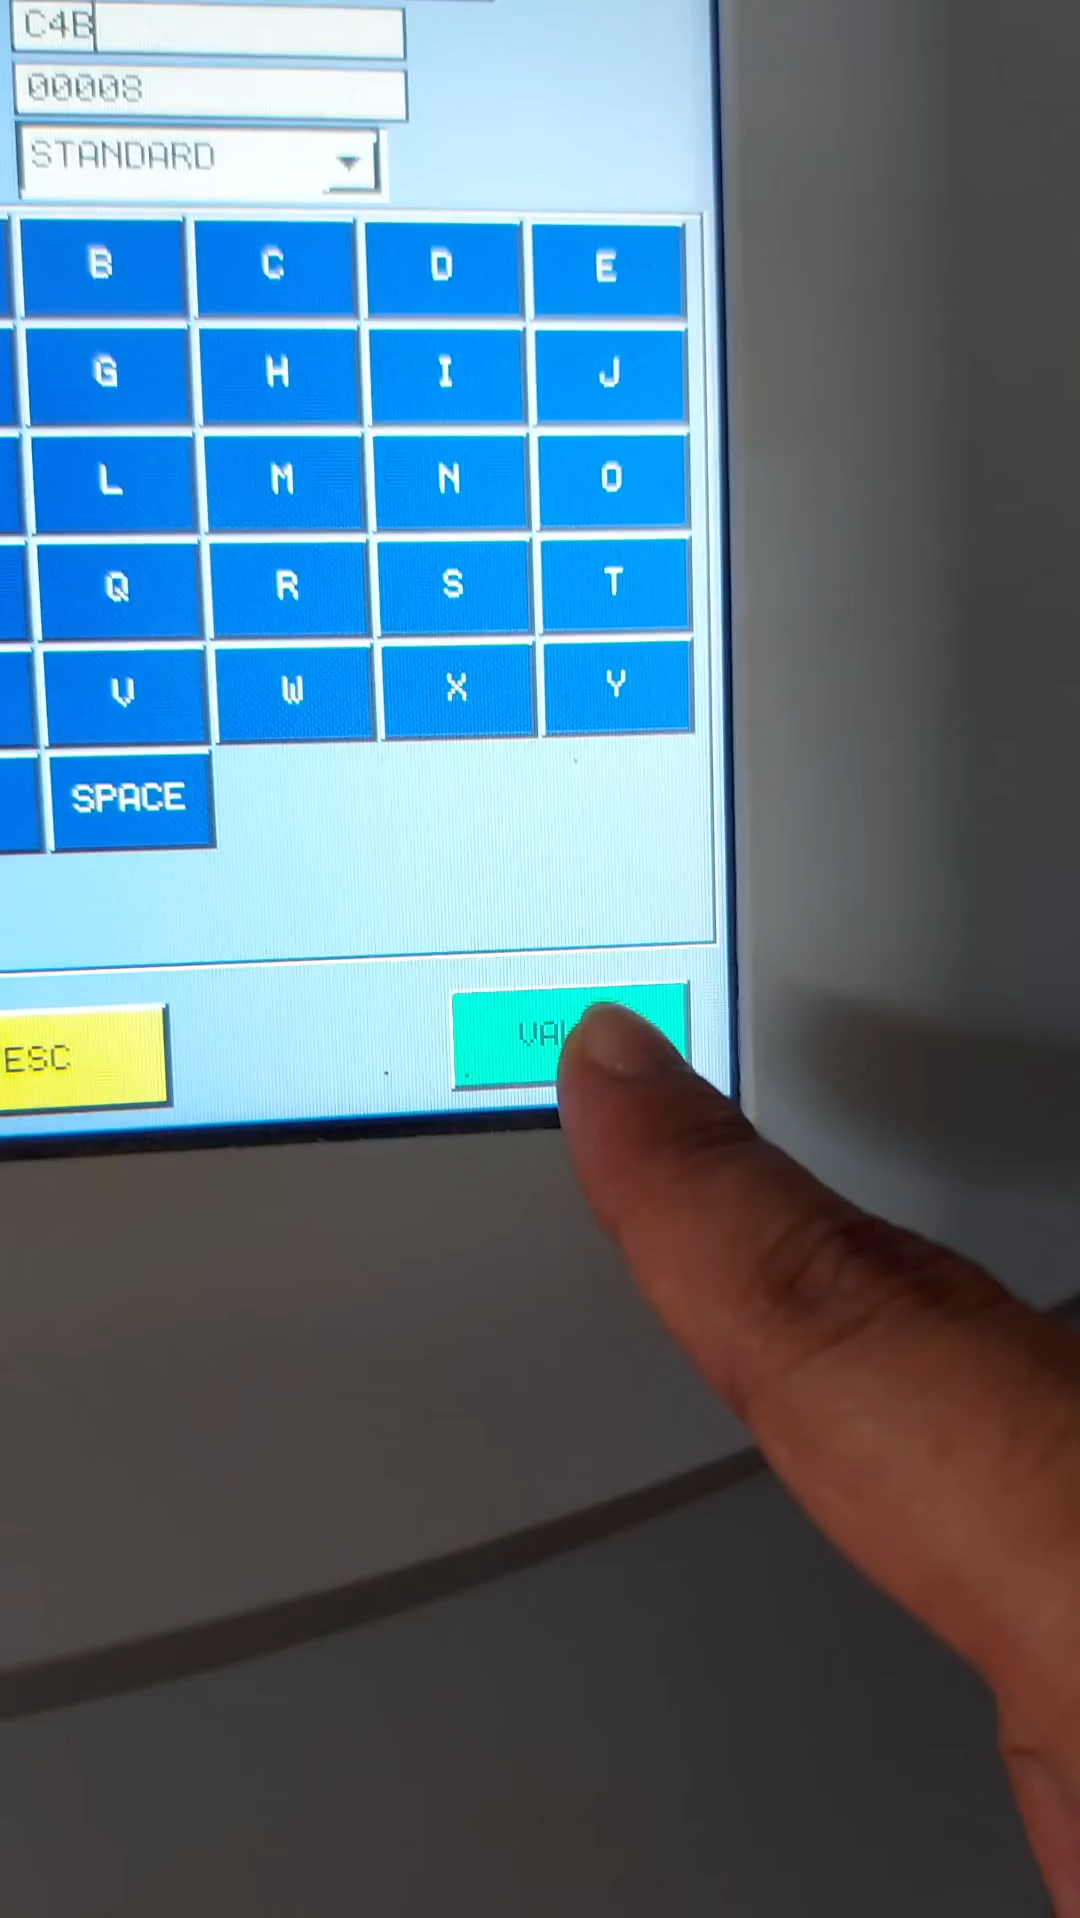 C4B
00008
STANDARD
B C D E
G H I J
L M N O
Q R S T
V W X Y
SPACE
ESC